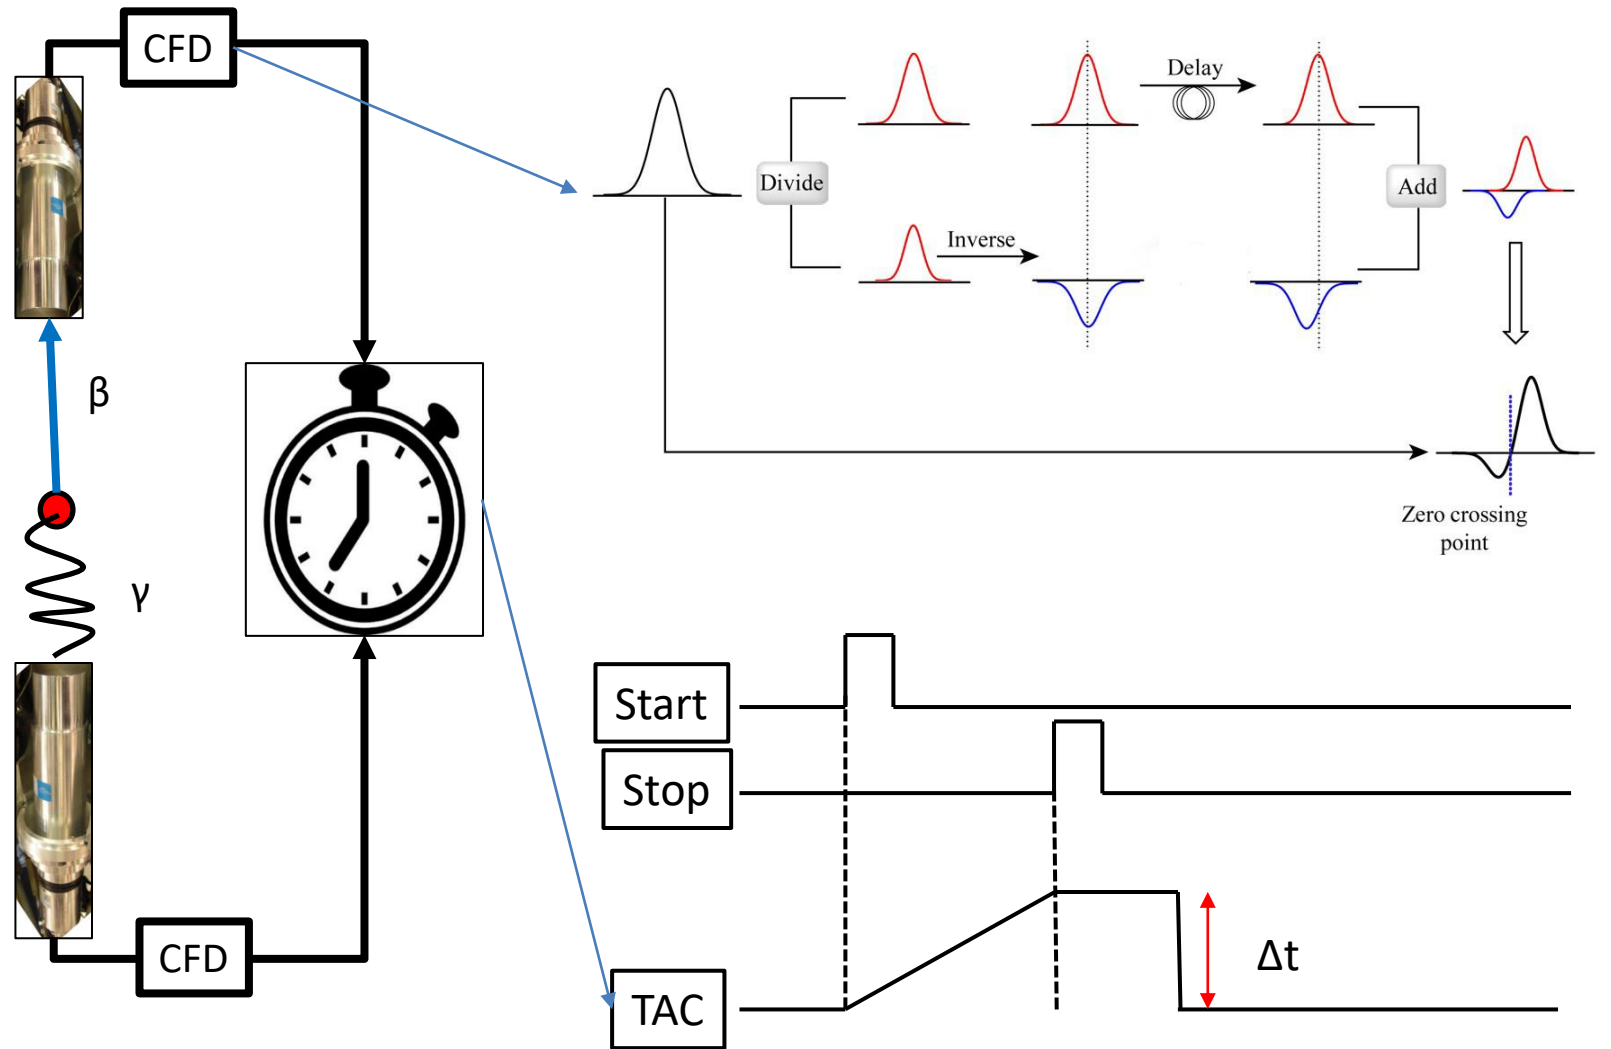 CFD
Delay
Divide
Add
Inverse
β
Zero crossing
point
γ
Start
Stop
CFD
Δt
TAC